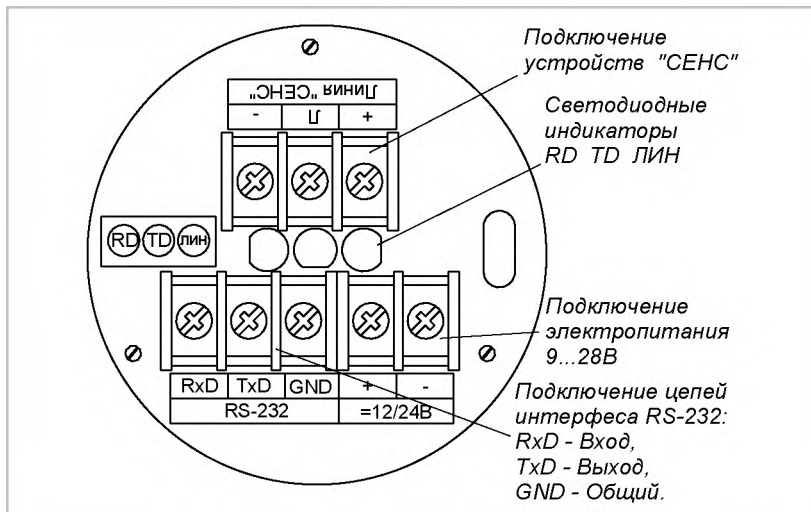 Подключение
устройств "СЕНС"
Светодиодные
индикаторы
RD TD ЛИН
Линия "СЕНС"
- Л +
RD TD ЛИН
Подключение
электропитания
9...28В
RxD TxD GND + -
RS-232 =12/24В
Подключение цепей
интерфеса RS-232:
RxD - Вход,
TxD - Выход,
GND - Общий.